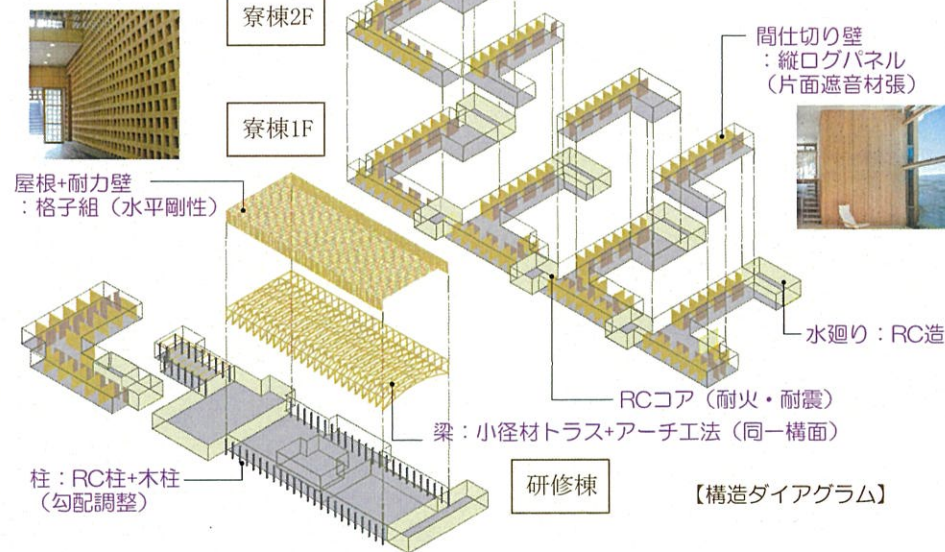 寮棟2F
間仕切り壁
：縦ログパネル
（片面遮音材張）
寮棟1F
屋根+耐力壁
：格子組（水平剛性）
水廻り：RC造
RCコア（耐火・耐震）
梁：小径材トラス+アーチ工法（同一構面）
柱：RC柱+木柱
（勾配調整）
研修棟
【構造ダイアグラム】